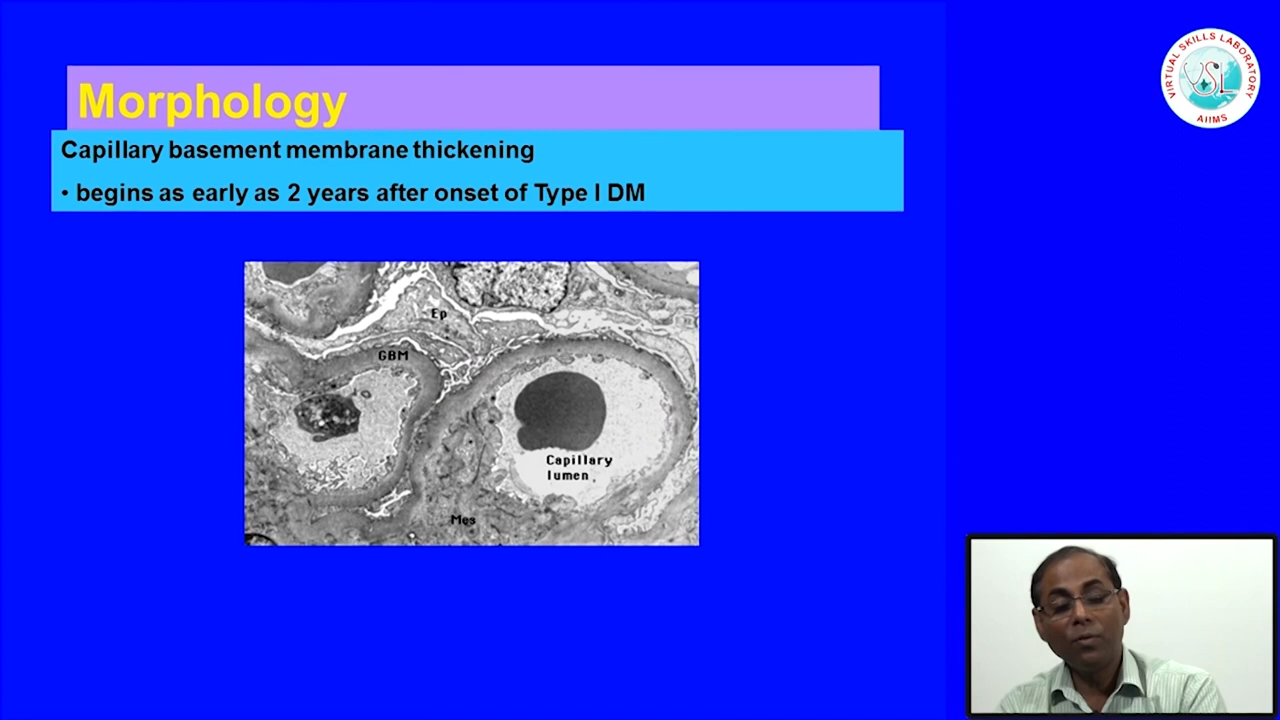 Morphology
Capillary basement membrane thickening
• begins as early as 2 years after onset of Type I DM
Ep
GBM
Capillary
lumen
Mes
VIRTUAL SKILLS LABORATORY
VSL
AIIMS